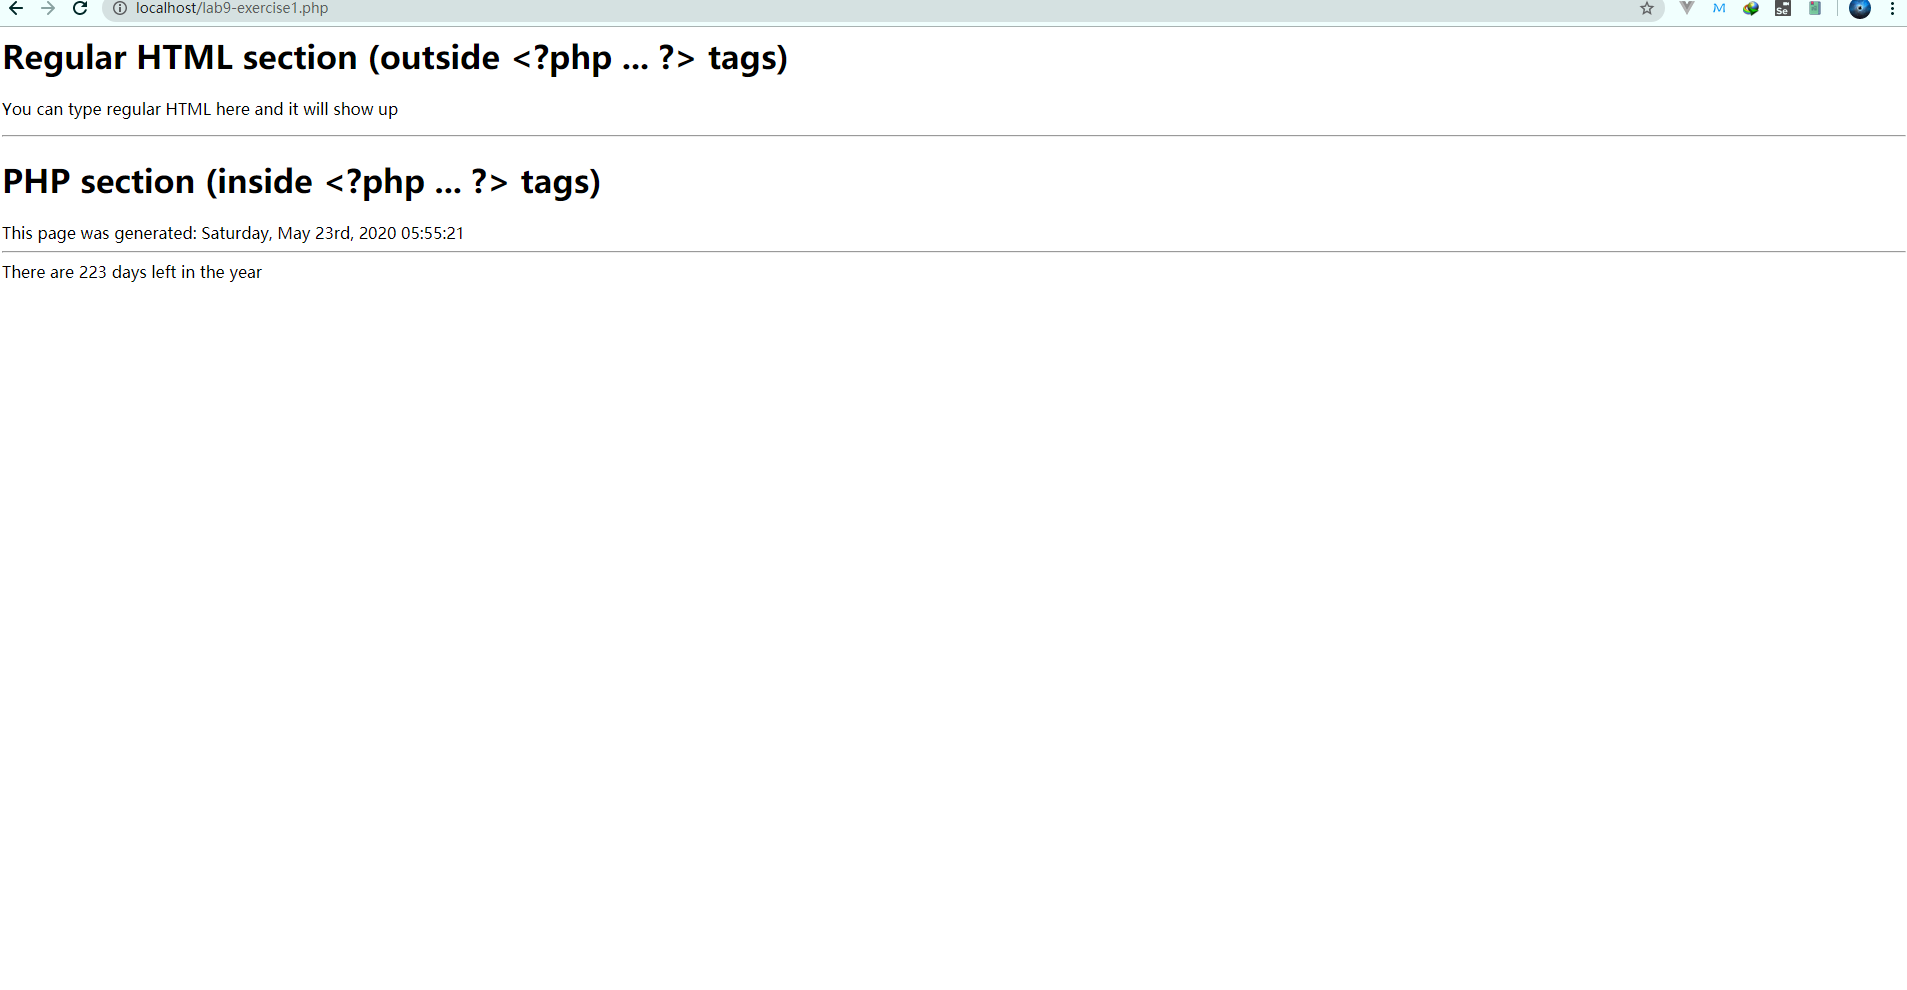 localhost/lab9-exercise1.php
M
Se
Regular HTML section (outside <?php ... ?> tags)
You can type regular HTML here and it will show up
PHP section (inside <?php ... ?> tags)
This page was generated: Saturday, May 23rd, 2020 05:55:21
There are 223 days left in the year